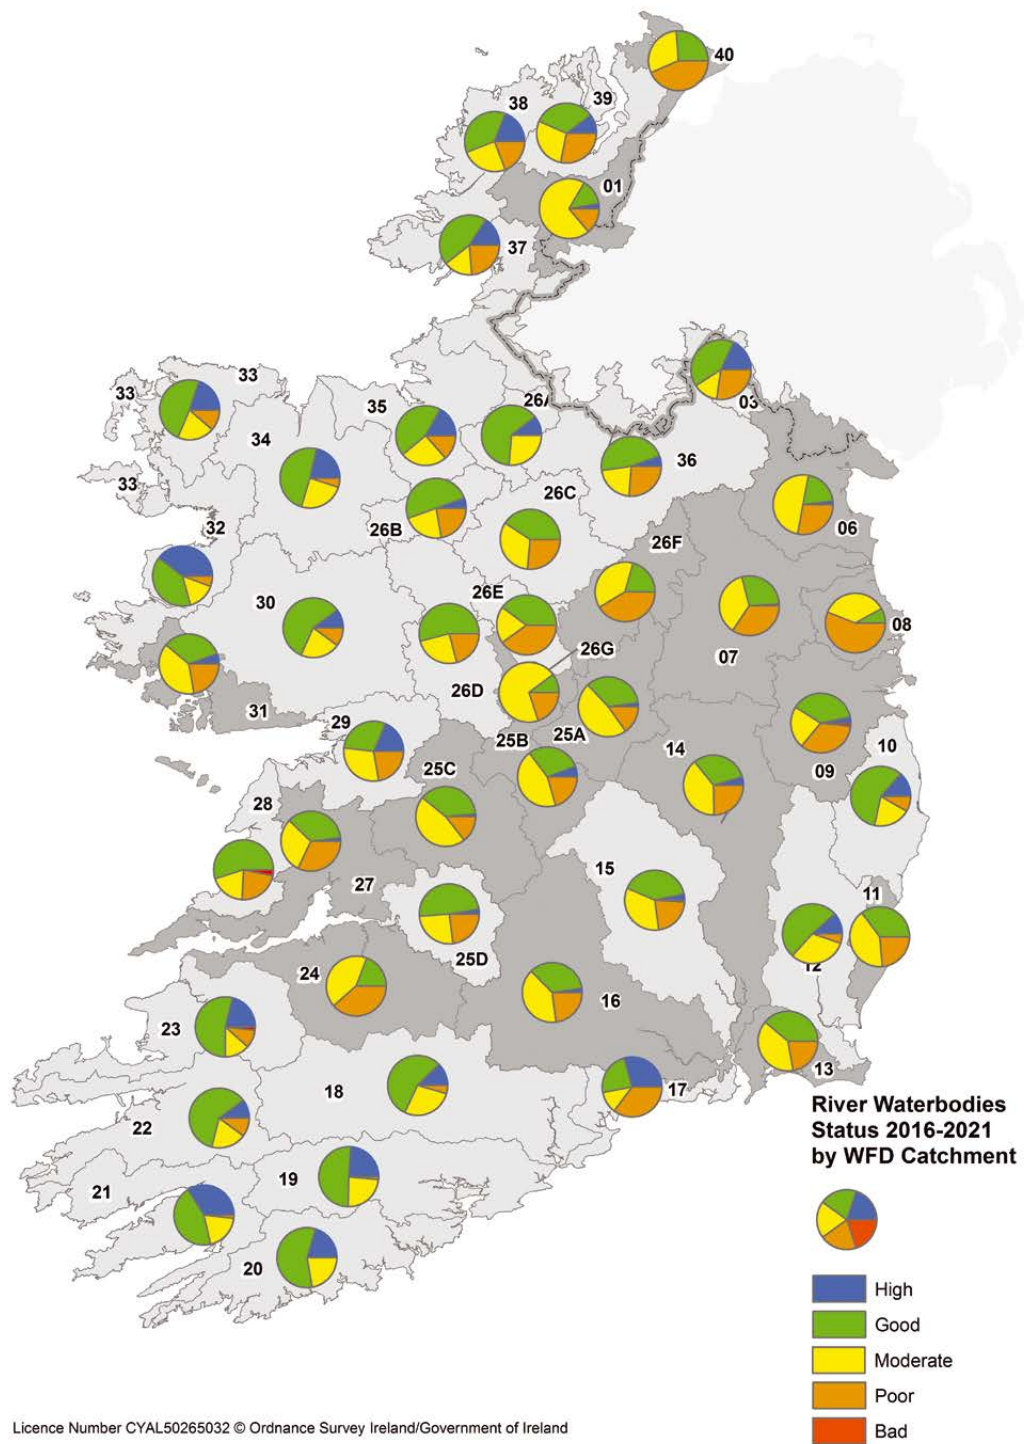 40
39
38
01
37
33
33
26A
03
35
34
36
33
26C
32
26B
06
26F
26E
30
08
26G
07
26D
31
29
25B
25A
14
10
25C
09
28
15
27
11
25D
12
24
16
23
13
17
18
22
19
21
20
River Waterbodies
Status 2016-2021
by WFD Catchment
High
Good
Moderate
Poor
Bad
Licence Number CYAL50265032 © Ordnance Survey Ireland/Government of Ireland